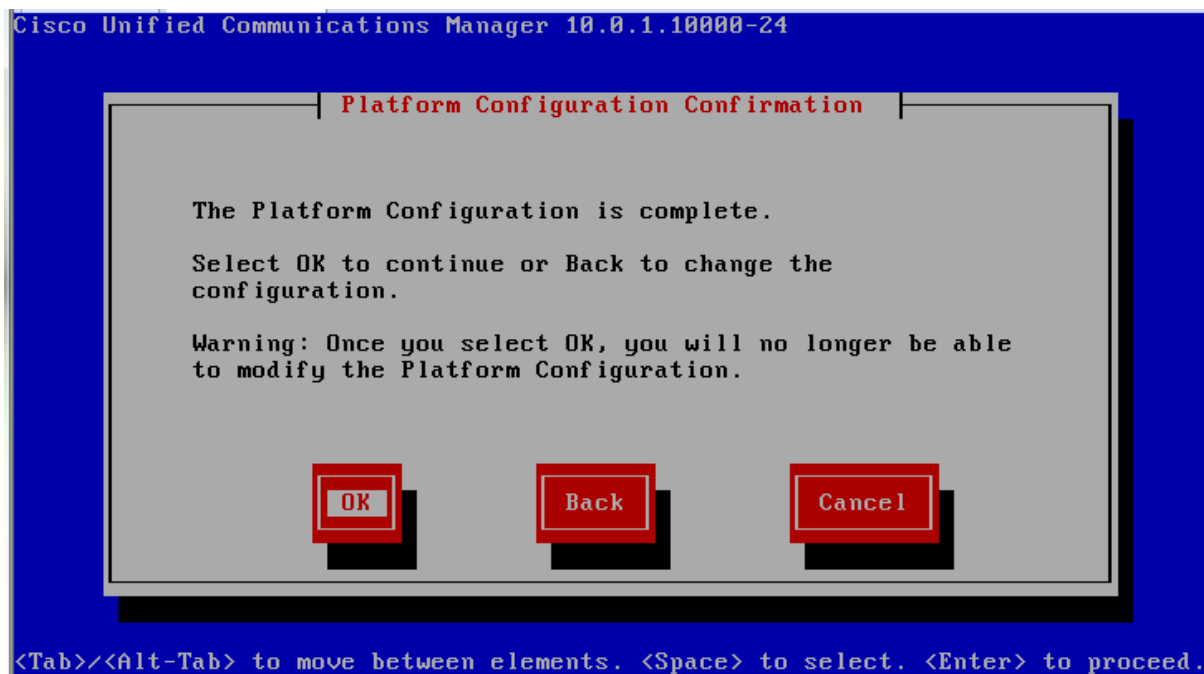 Cisco Unified Communications Manager 10.0.1.10000-24
Platform Configuration Confirmation
The Platform Configuration is complete.
Select OK to continue or Back to change the
configuration.
Warning: Once you select OK, you will no longer be able
to modify the Platform Configuration.
OK Back Cancel
<Tab>/<Alt-Tab> to move between elements. <Space> to select. <Enter> to proceed.